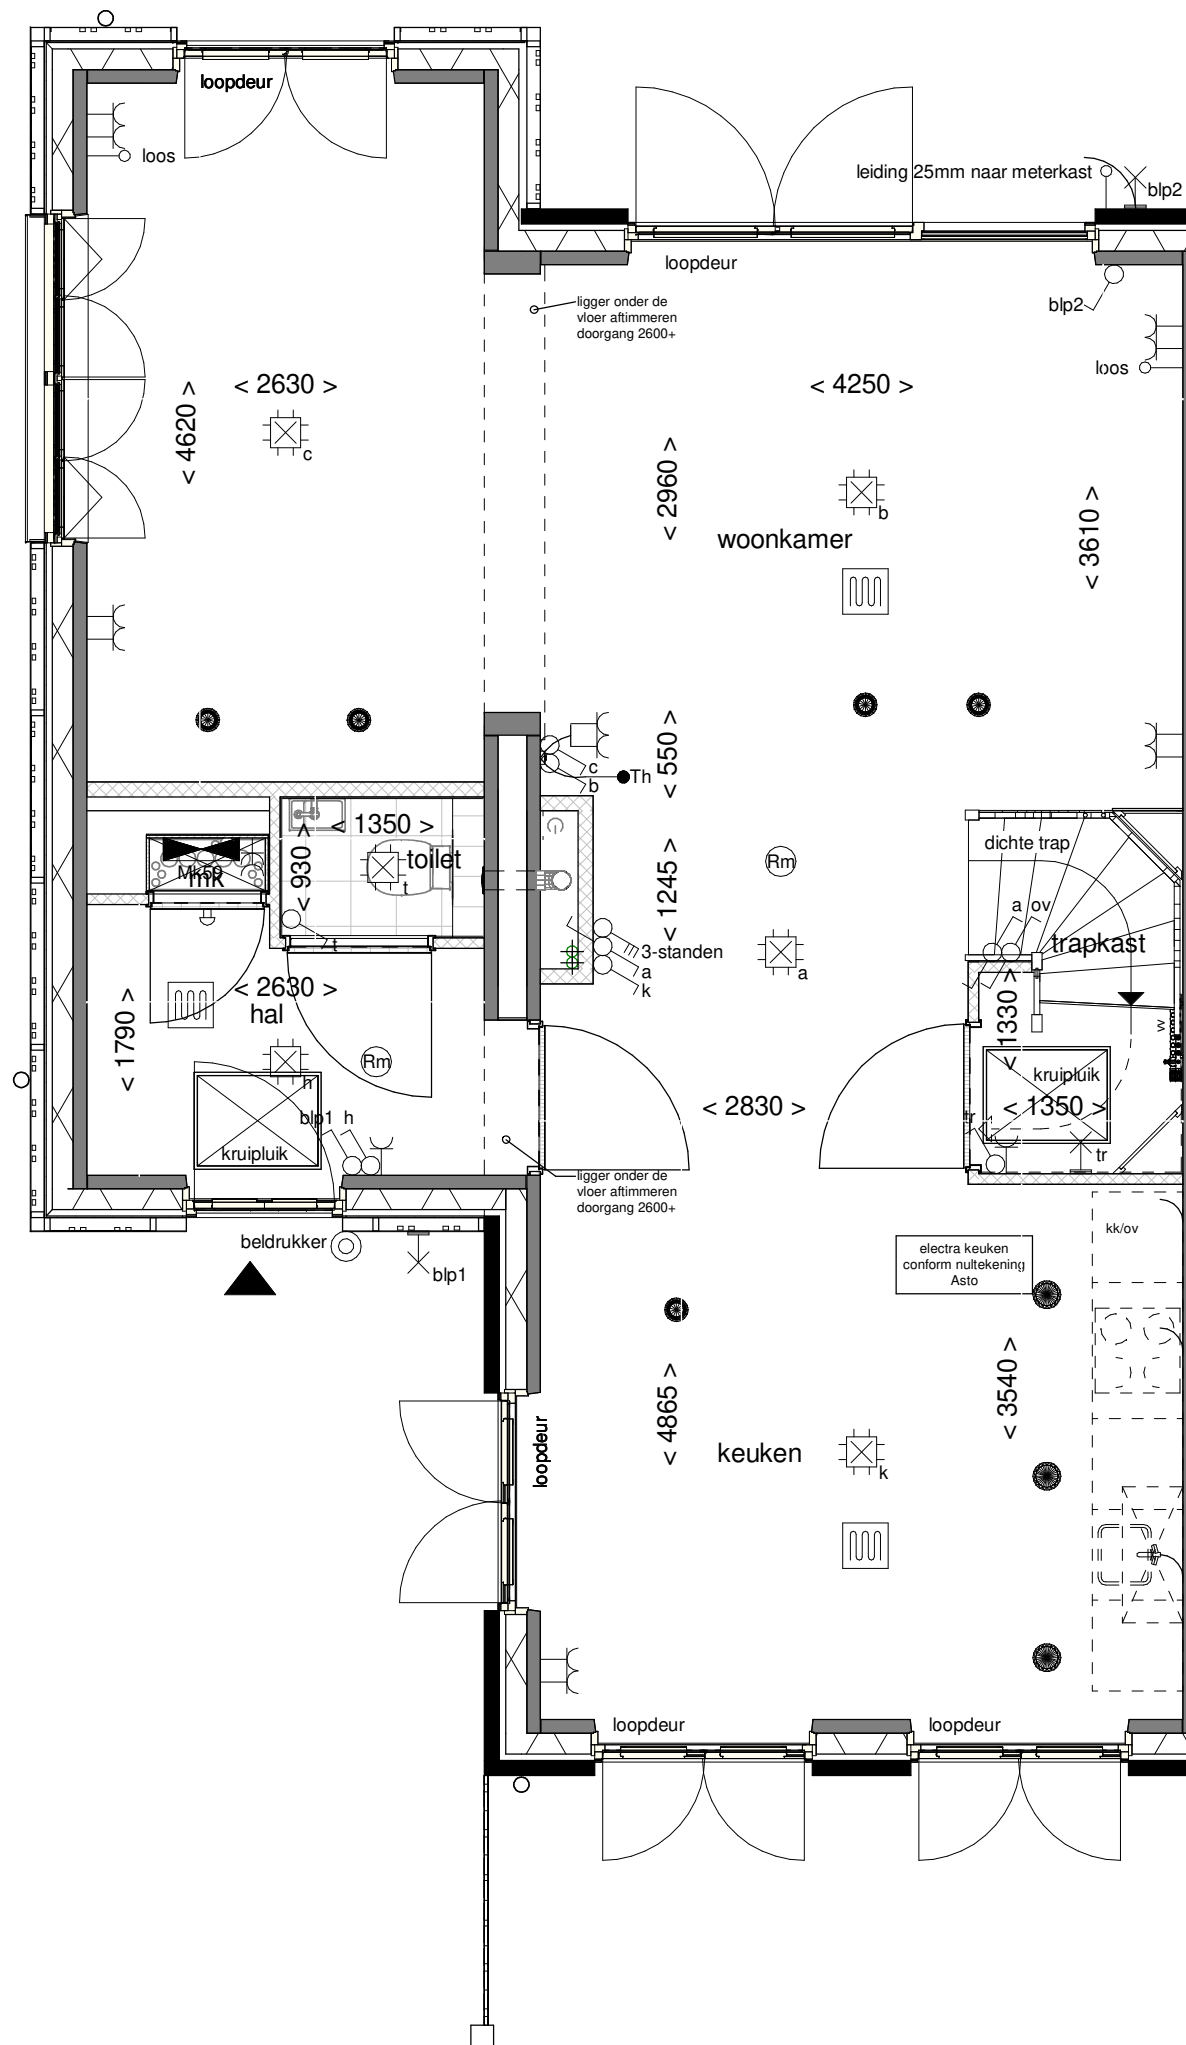 loopdeur
loos
leiding 25mm naar meterkast
blp2
loopdeur
blp2
ligger onder de
vloer aftimmeren
doorgang 2600+
loos
< 2630 >
< 4250 >
< 4620 >
c
< 2960 >
b
woonkamer
< 3610 >
c
b
Th
< 550 >
< 1350 >
< 930 >
toilet
t
t
mk
< 1245 >
Rm
dichte trap
a ov
trapkast
3-standen
a
k
a
< 2630 >
hal
< 1790 >
Rm
h
< 1330 >
w
kruipluik
< 1350 >
tr
tr
blp1 h
kruipluik
< 2830 >
ligger onder de
vloer aftimmeren
doorgang 2600+
beldrukker
blp1
kk/ov
electra keuken
conform nultekening
Asto
< 4865 >
< 3540 >
loopdeur
keuken
k
loopdeur
loopdeur